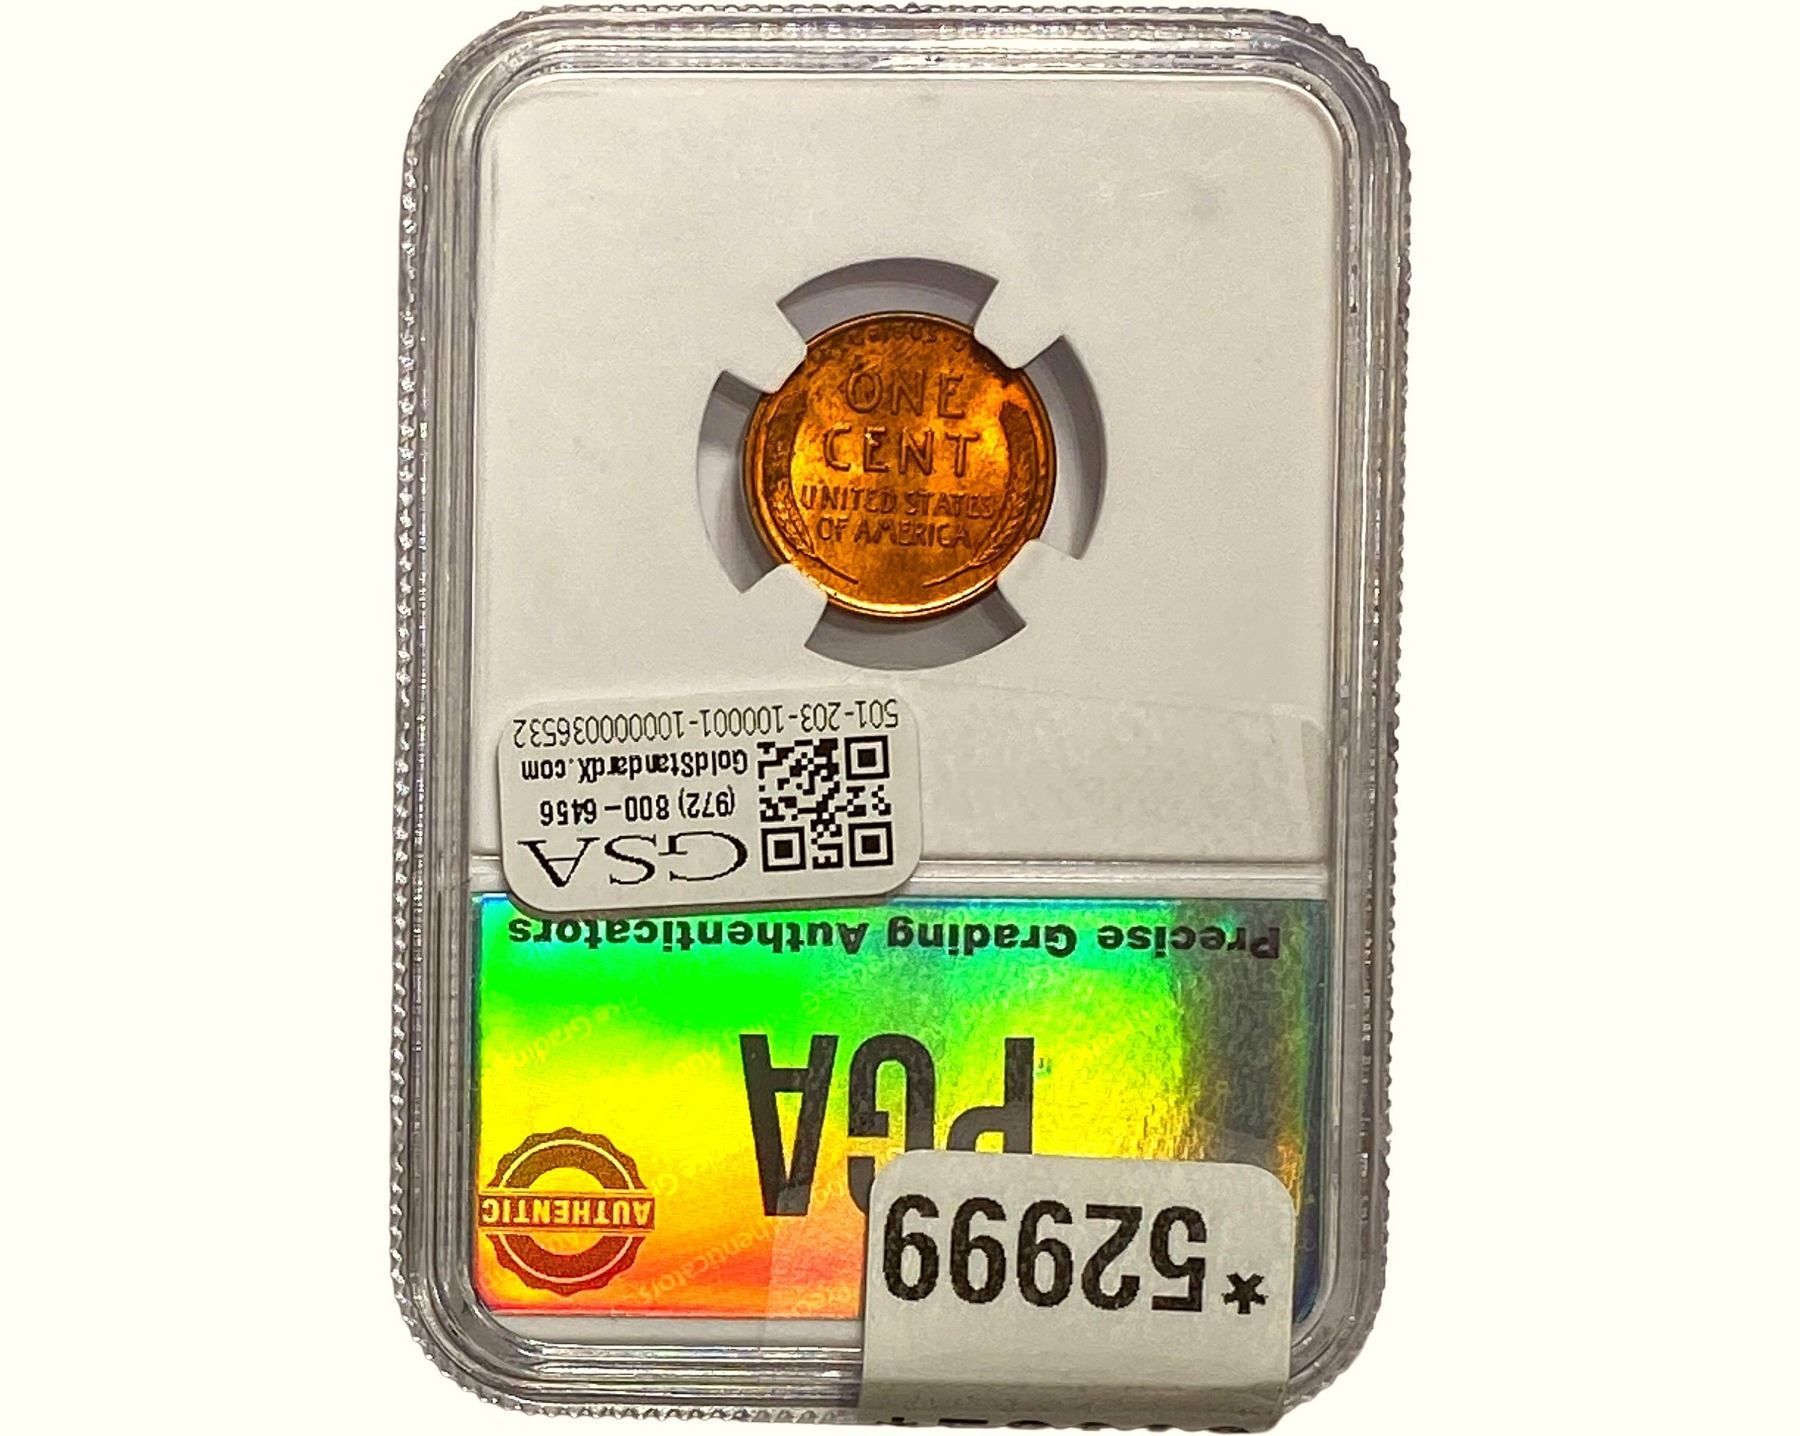 ONE
CENT
UNITED STATES
OF AMERICA
501-203-100001-10000036532
GoldStandardX.com
(972) 800-6456
GSA
Precise Grading Authenticators
PGA
AUTHENTIC
*52999